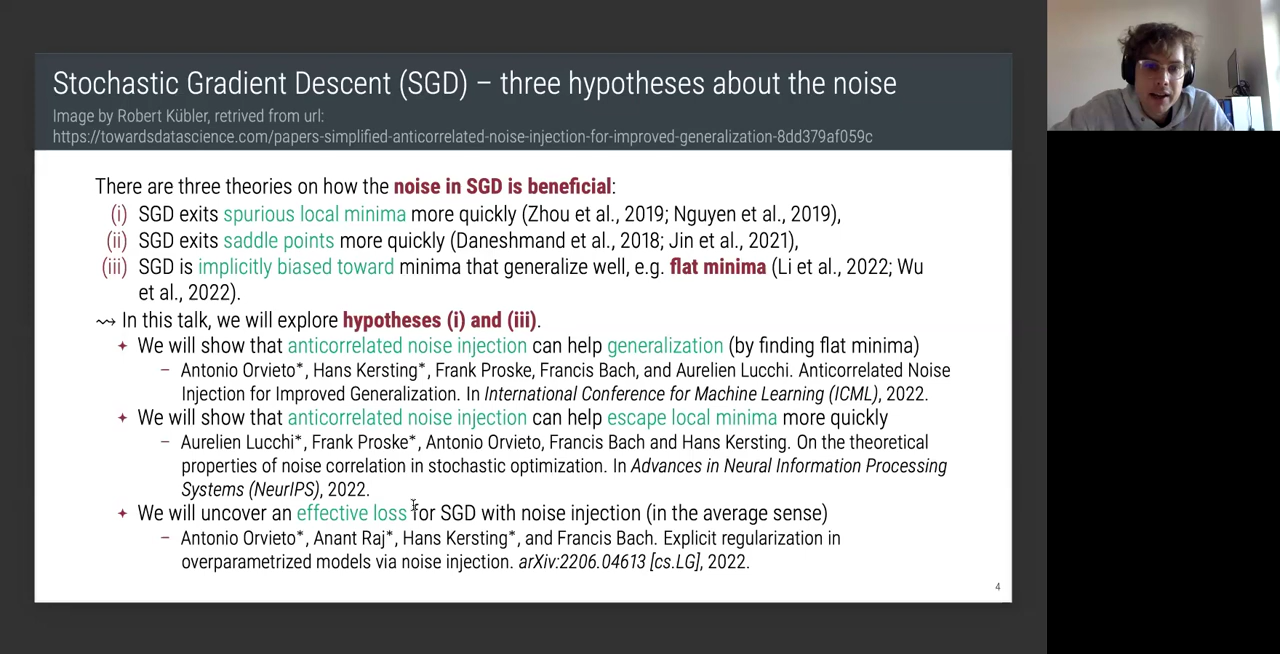 Stochastic Gradient Descent (SGD) – three hypotheses about the noise
Image by Robert Kübler, retrived from url:
https://towardsdatascience.com/papers-simplified-anticorrelated-noise-injection-for-improved-generalization-8dd379af059c
There are three theories on how the noise in SGD is beneficial:
(i) SGD exits spurious local minima more quickly (Zhou et al., 2019; Nguyen et al., 2019),
(ii) SGD exits saddle points more quickly (Daneshmand et al., 2018; Jin et al., 2021),
(iii) SGD is implicitly biased toward minima that generalize well, e.g. flat minima (Li et al., 2022; Wu
et al., 2022).
⇝ In this talk, we will explore hypotheses (i) and (iii).
✦ We will show that anticorrelated noise injection can help generalization (by finding flat minima)
– Antonio Orvieto*, Hans Kersting*, Frank Proske, Francis Bach, and Aurelien Lucchi. Anticorrelated Noise
Injection for Improved Generalization. In International Conference for Machine Learning (ICML), 2022.
✦ We will show that anticorrelated noise injection can help escape local minima more quickly
– Aurelien Lucchi*, Frank Proske*, Antonio Orvieto, Francis Bach and Hans Kersting. On the theoretical
properties of noise correlation in stochastic optimization. In Advances in Neural Information Processing
Systems (NeurIPS), 2022.
✦ We will uncover an effective loss for SGD with noise injection (in the average sense)
– Antonio Orvieto*, Anant Raj*, Hans Kersting*, and Francis Bach. Explicit regularization in
overparametrized models via noise injection. arXiv:2206.04613 [cs.LG], 2022.
4